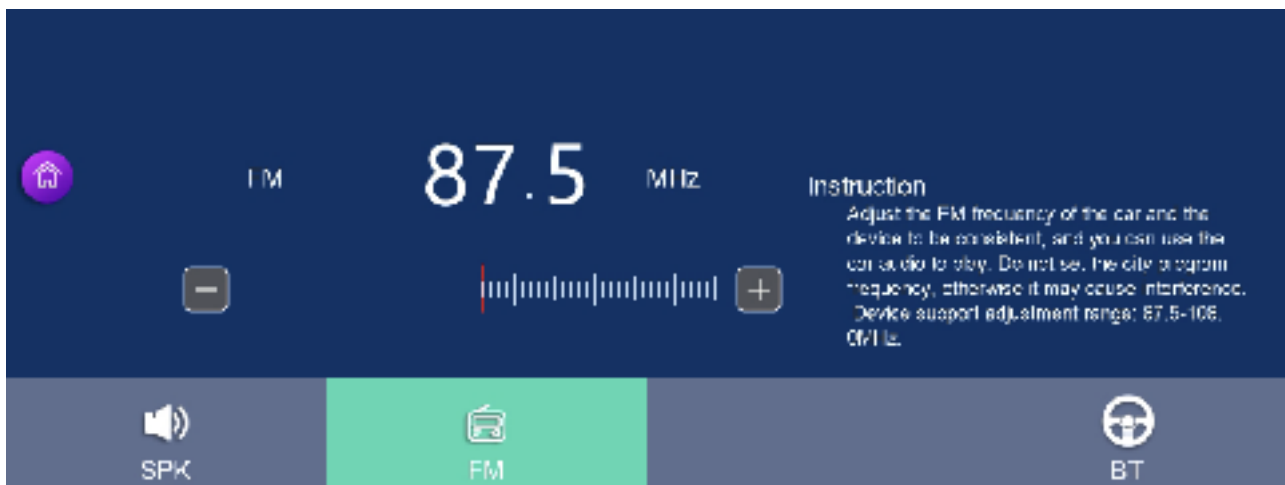 FM 87.5 MHz
Instruction
Adjust the FM frequency of the car and the
device to be consistent, and you can use the
car audio to play. Do not set the city program
frequency, otherwise it may cause interference.
Device support adjustment range: 87.5-108.
0MHz.
SPK FM BT